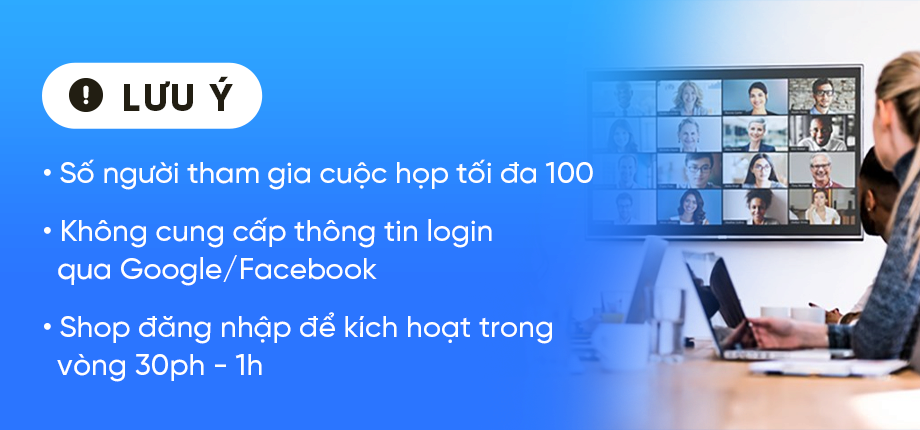 LƯU Ý
• Số người tham gia cuộc họp tối đa 100
• Không cung cấp thông tin login
qua Google/Facebook
• Shop đăng nhập để kích hoạt trong
vòng 30ph - 1h